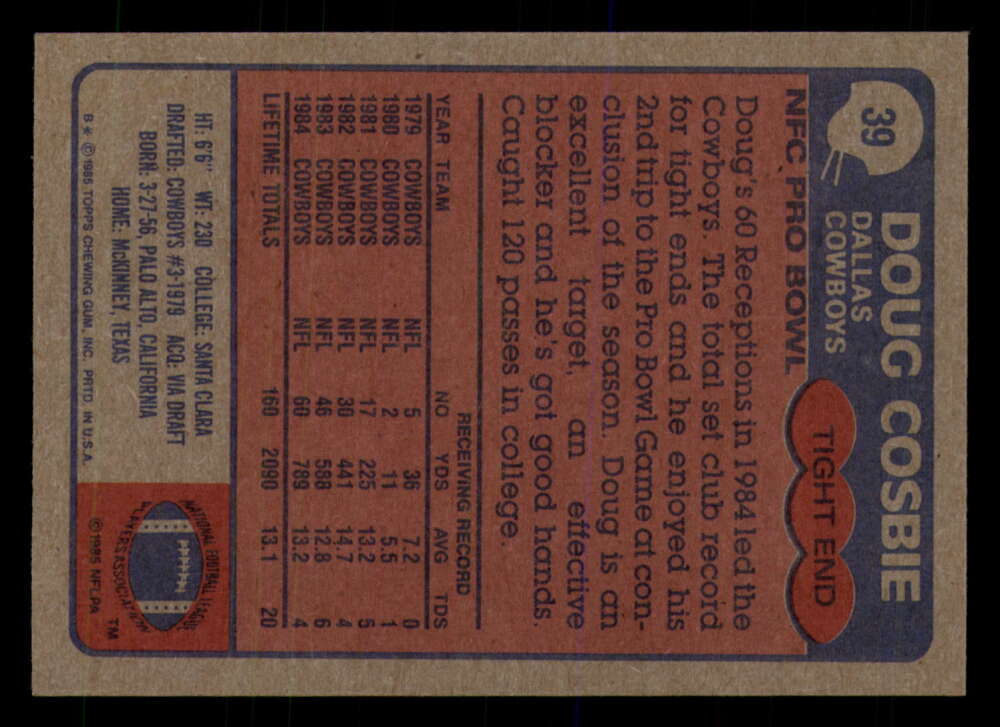 39
DOUG COSBIE
DALLAS
COWBOYS
TIGHT END
NFC PRO BOWL
Doug's 60 Receptions in 1984 led the
Cowboys. The total set club record
for tight ends and he enjoyed his
2nd trip to the Pro Bowl Game at con-
clusion of the season. Doug is an
excellent target, an effective
blocker and he's got good hands.
Caught 120 passes in college.
RECEIVING RECORD
YEAR TEAM NO YDS AVG TDS
1979 COWBOYS NFL 5 36 7.2 0
1980 COWBOYS NFL 2 11 5.5 1
1981 COWBOYS NFL 17 225 13.2 5
1982 COWBOYS NFL 30 441 14.7 4
1983 COWBOYS NFL 46 588 12.8 6
1984 COWBOYS NFL 60 789 13.2 4
LIFETIME TOTALS 160 2090 13.1 20
HT: 6'6" WT: 230 COLLEGE: SANTA CLARA
DRAFTED: COWBOYS #3-1979 ACQ: VIA DRAFT
BORN: 3-27-56, PALO ALTO, CALIFORNIA
HOME: McKINNEY, TEXAS
B* © 1985 TOPPS CHEWING GUM, INC. PRTD. IN U.S.A.
NATIONAL FOOTBALL LEAGUE
PLAYERS ASSOCIATION
TM
© 1985 NFLPA